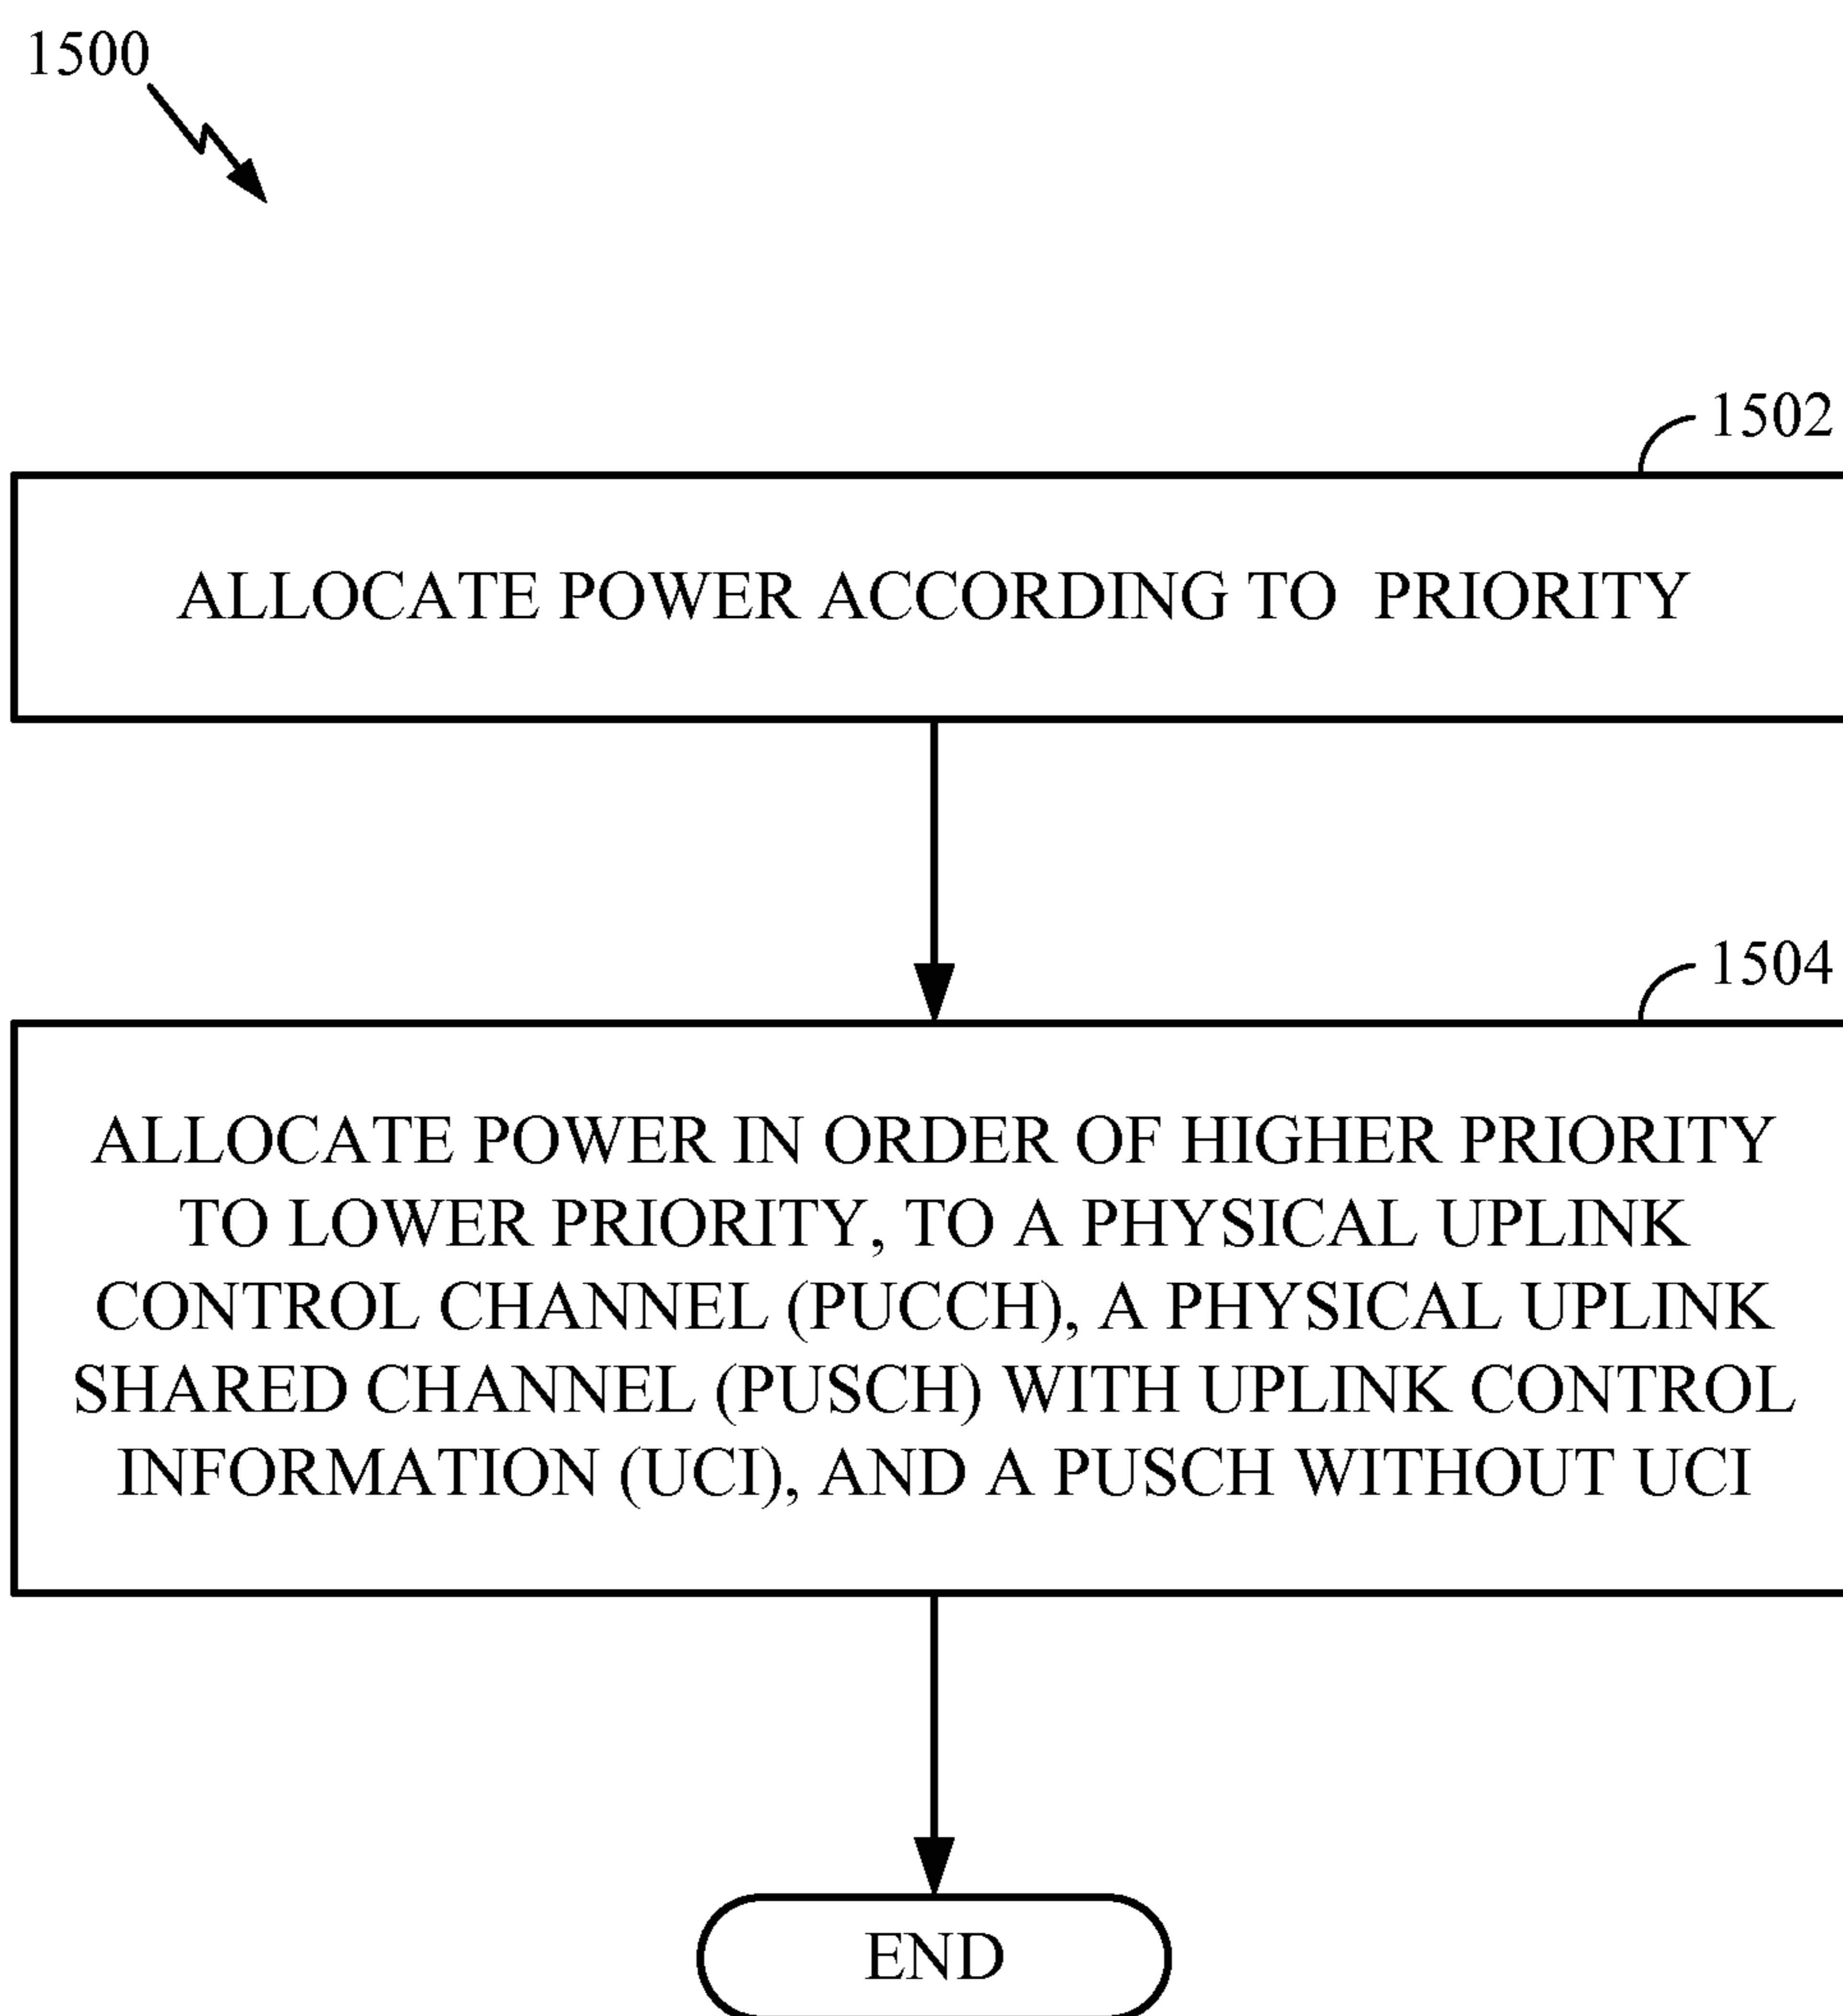 1500
1502
ALLOCATE POWER ACCORDING TO PRIORITY
1504
ALLOCATE POWER IN ORDER OF HIGHER PRIORITY
TO LOWER PRIORITY, TO A PHYSICAL UPLINK
CONTROL CHANNEL (PUCCH), A PHYSICAL UPLINK
SHARED CHANNEL (PUSCH) WITH UPLINK CONTROL
INFORMATION (UCI), AND A PUSCH WITHOUT UCI
END